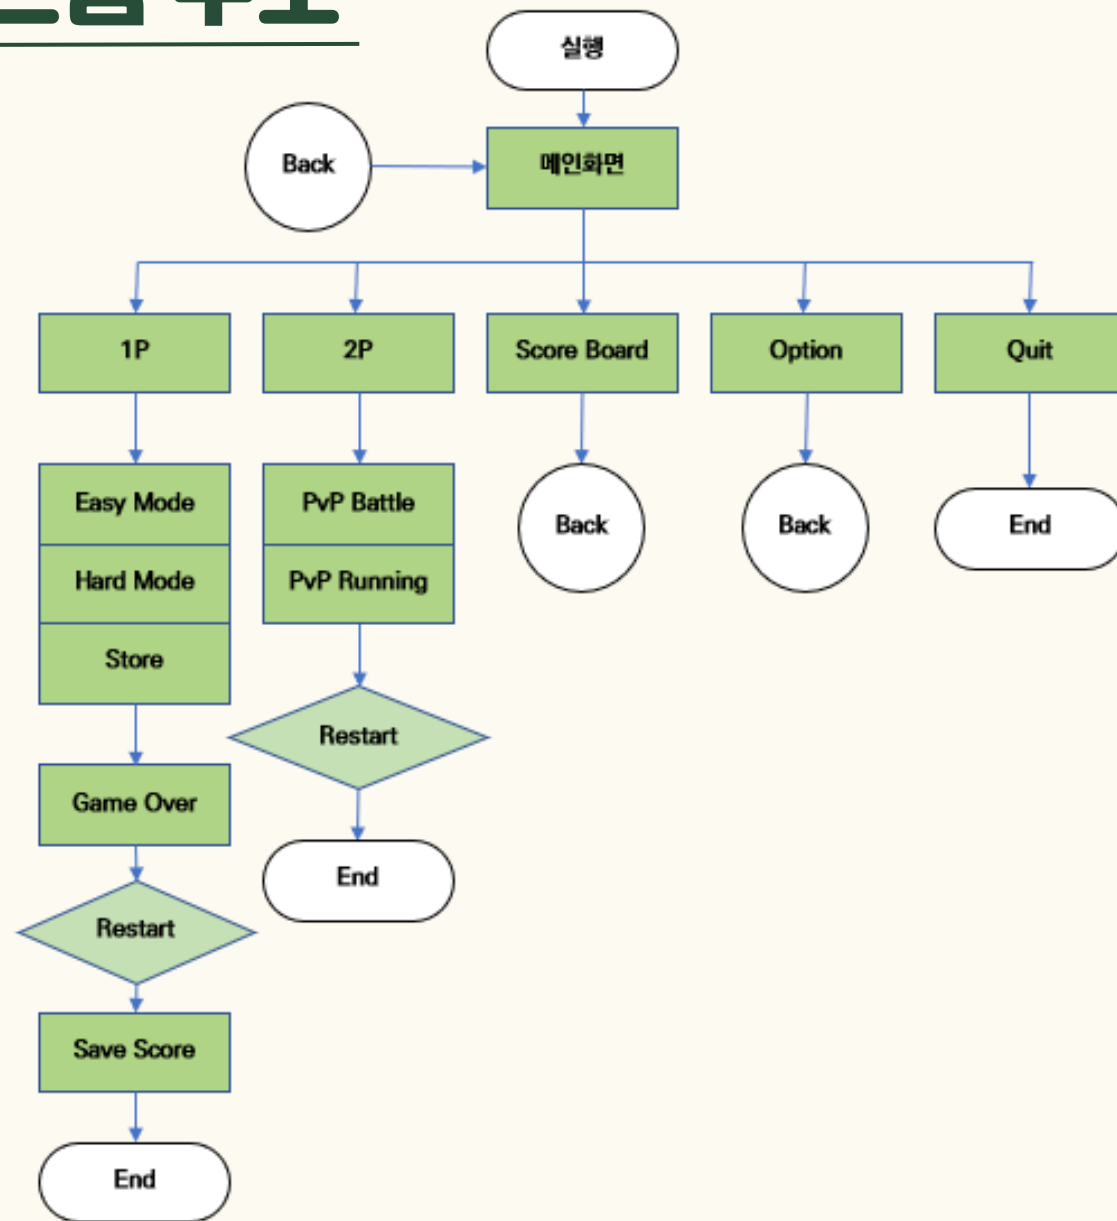 실행
Back
메인화면
1P
2P
Score Board
Option
Quit
Easy Mode
PvP Battle
Back
Back
End
Hard Mode
PvP Running
Store
Restart
Game Over
End
Restart
Save Score
End